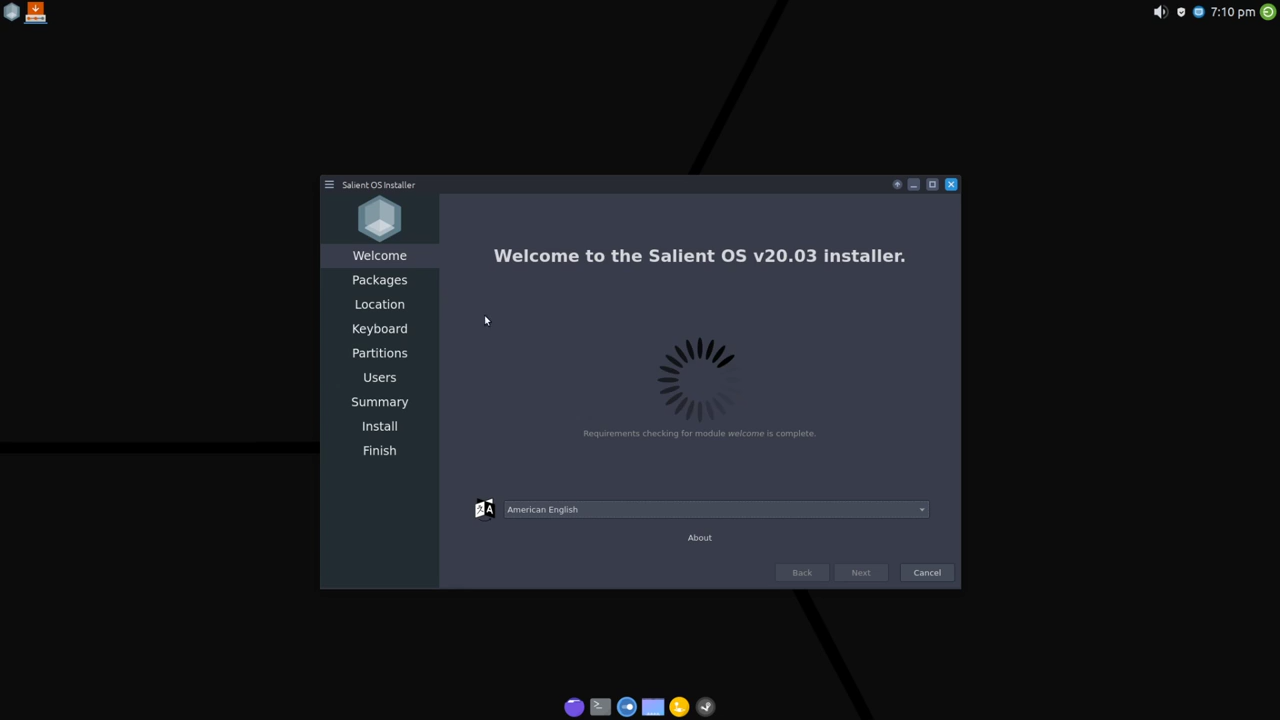 7:10 pm
Salient OS Installer
Welcome
Packages
Location
Keyboard
Partitions
Users
Summary
Install
Finish
Welcome to the Salient OS v20.03 installer.
Requirements checking for module welcome is complete.
American English
About
Back Next Cancel